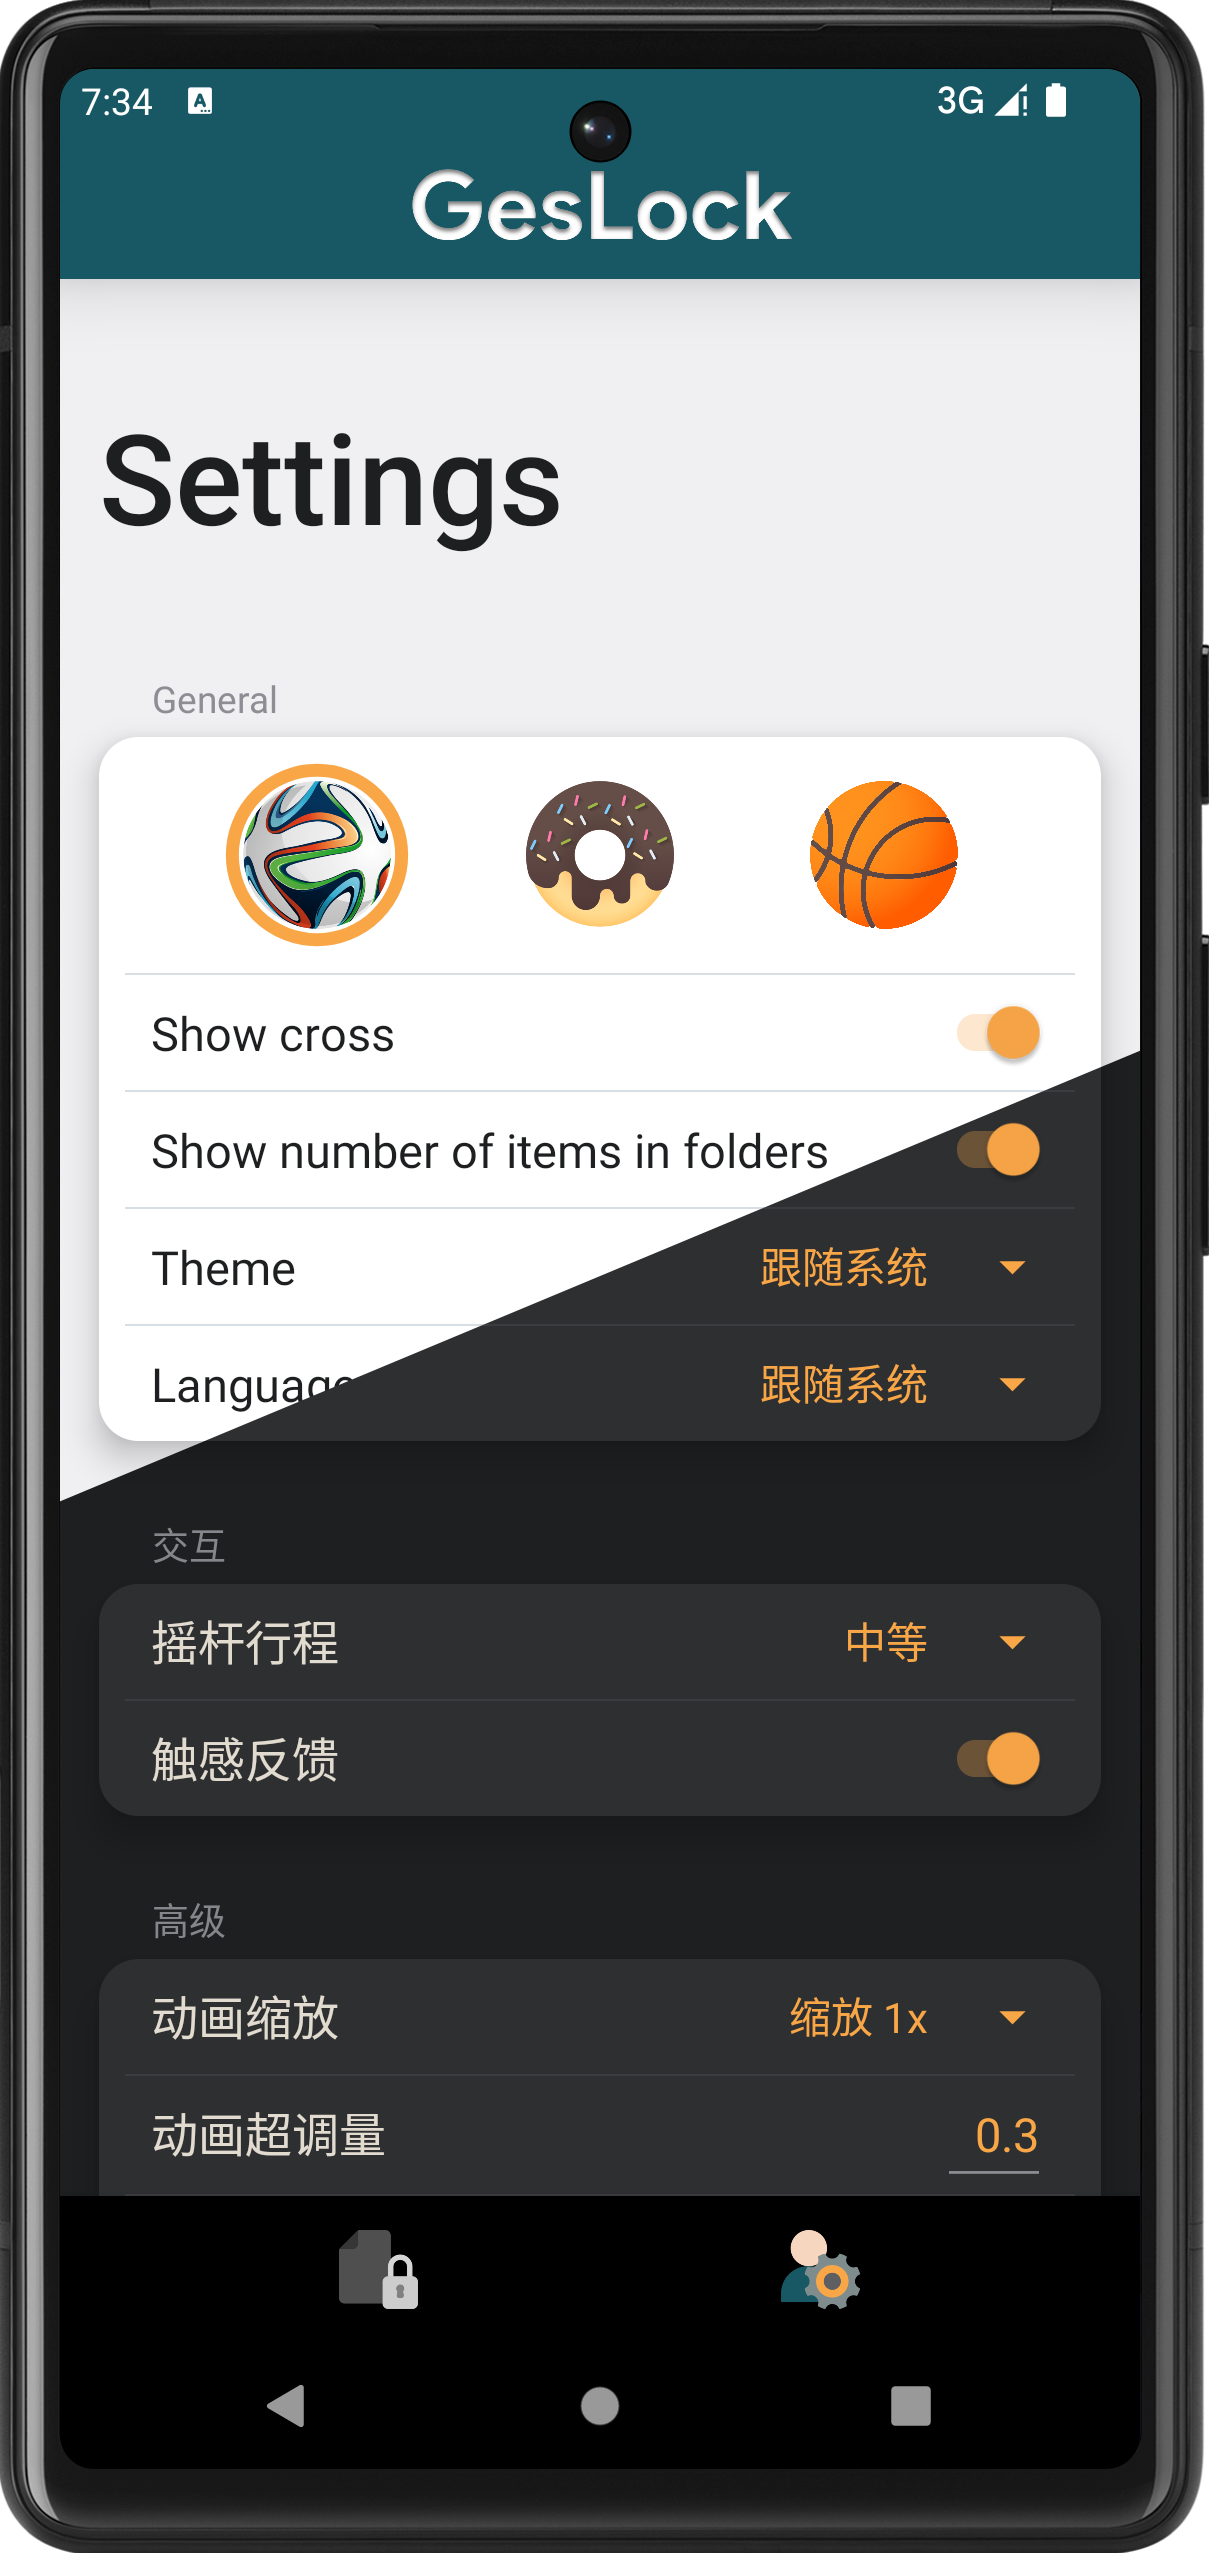 7:34
3G
GesLock
Settings
General
Show cross
Show number of items in folders
Theme 跟随系统
Language 跟随系统
交互
摇杆行程 中等
触感反馈
高级
动画缩放 缩放 1x
动画超调量 0.3